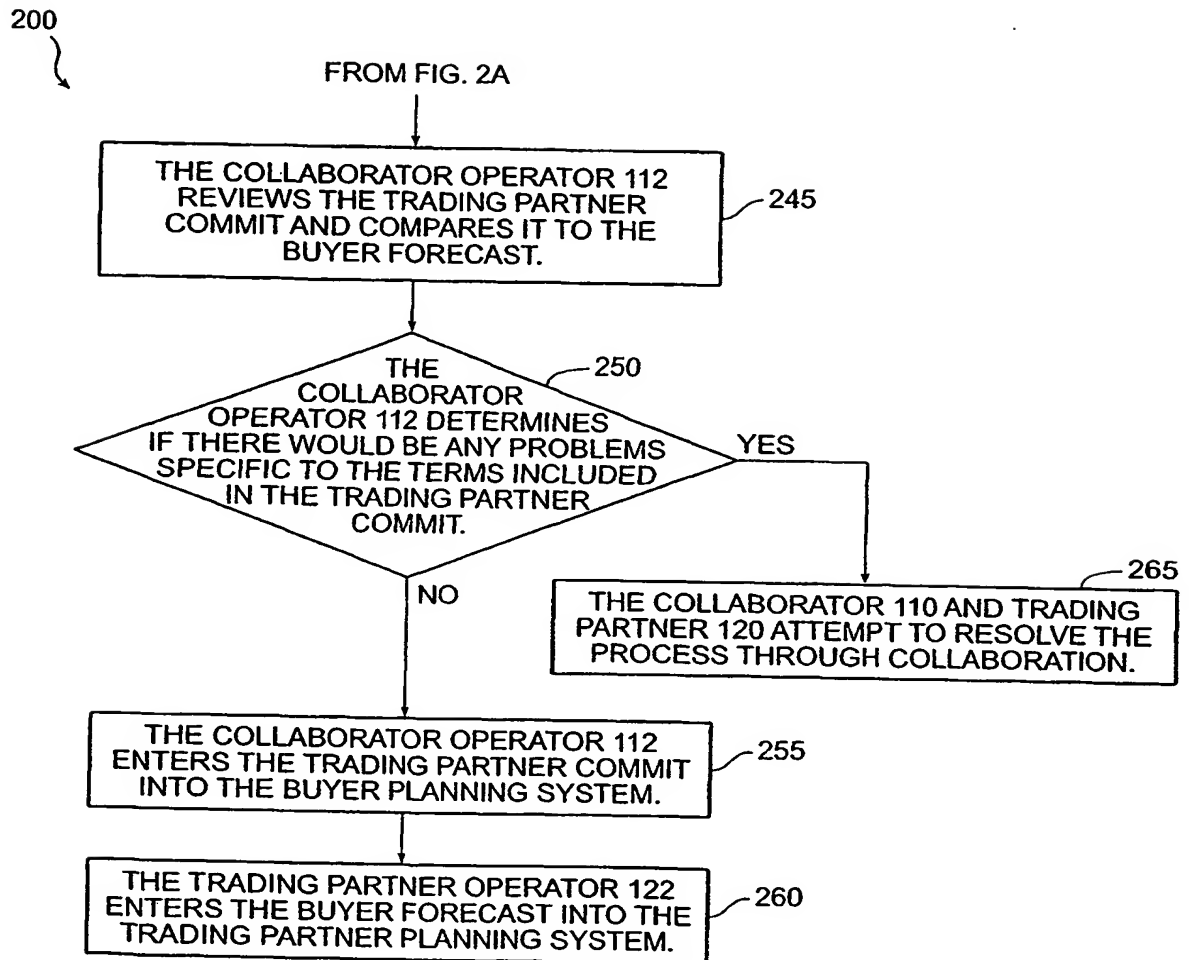 200
FROM FIG. 2A
THE COLLABORATOR OPERATOR 112
REVIEWS THE TRADING PARTNER
COMMIT AND COMPARES IT TO THE
BUYER FORECAST.
245
THE
COLLABORATOR
OPERATOR 112 DETERMINES
IF THERE WOULD BE ANY PROBLEMS
SPECIFIC TO THE TERMS INCLUDED
IN THE TRADING PARTNER
COMMIT.
250
YES
NO
265
THE COLLABORATOR 110 AND TRADING
PARTNER 120 ATTEMPT TO RESOLVE THE
PROCESS THROUGH COLLABORATION.
THE COLLABORATOR OPERATOR 112
ENTERS THE TRADING PARTNER COMMIT
INTO THE BUYER PLANNING SYSTEM.
255
THE TRADING PARTNER OPERATOR 122
ENTERS THE BUYER FORECAST INTO THE
TRADING PARTNER PLANNING SYSTEM.
260